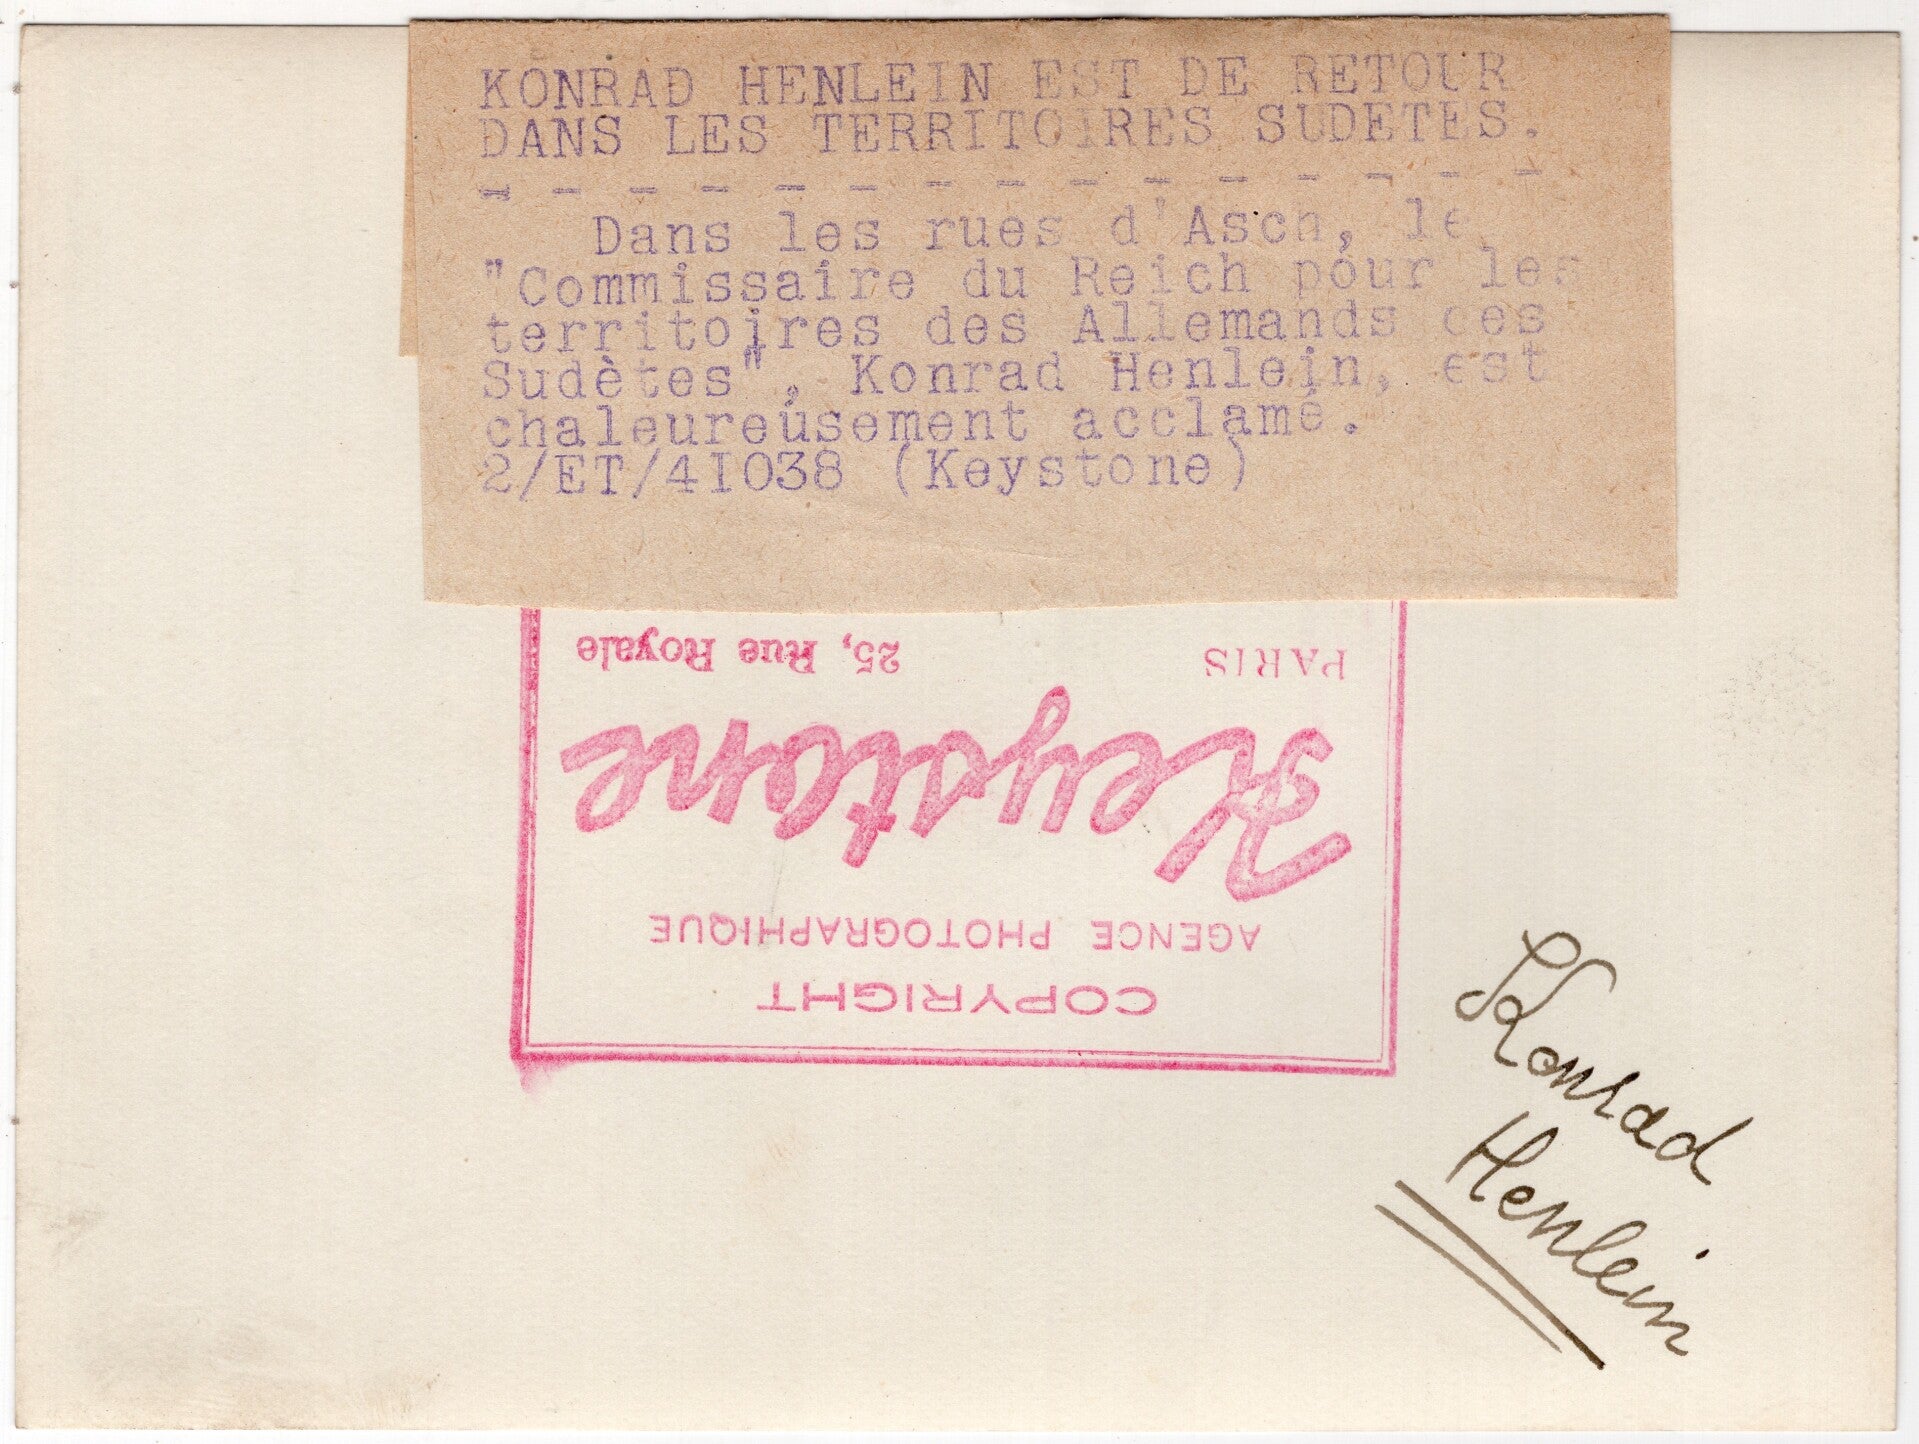 KONRAD HENLEIN EST DE RETOUR
DANS LES TERRITOIRES SUDETES.
- - - - - - - - - - - - - - -
Dans les rues d'Asch, le
"Commissaire du Reich pour les
territoires des Allemands des
Sudètes", Konrad Henlein, est
chaleureusement acclamé.
2/ET/41038 (Keystone)
COPYRIGHT
AGENCE PHOTOGRAPHIQUE
Keystone
PARIS 25, Rue Royale
Konrad
Henlein